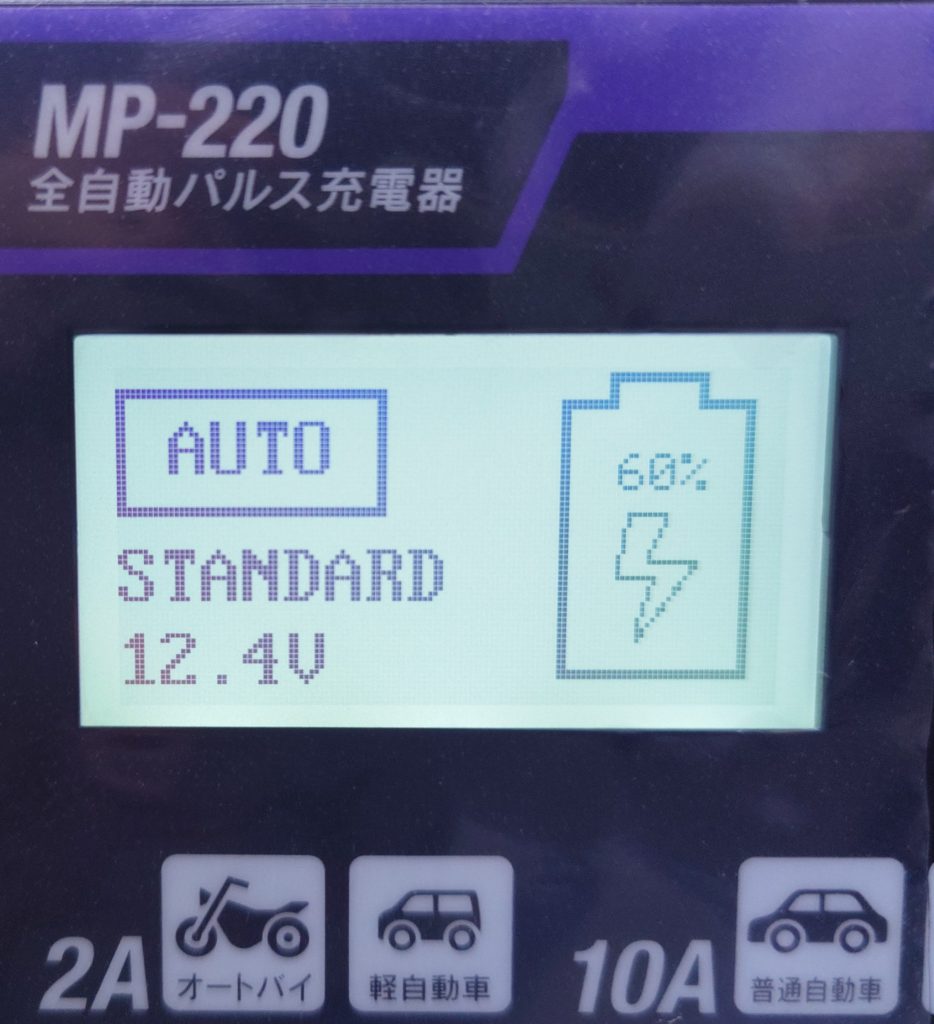 MP-220
全自動パルス充電器
AUTO
60%
STANDARD
12.4V
2A
オートバイ
軽自動車
10A
普通自動車